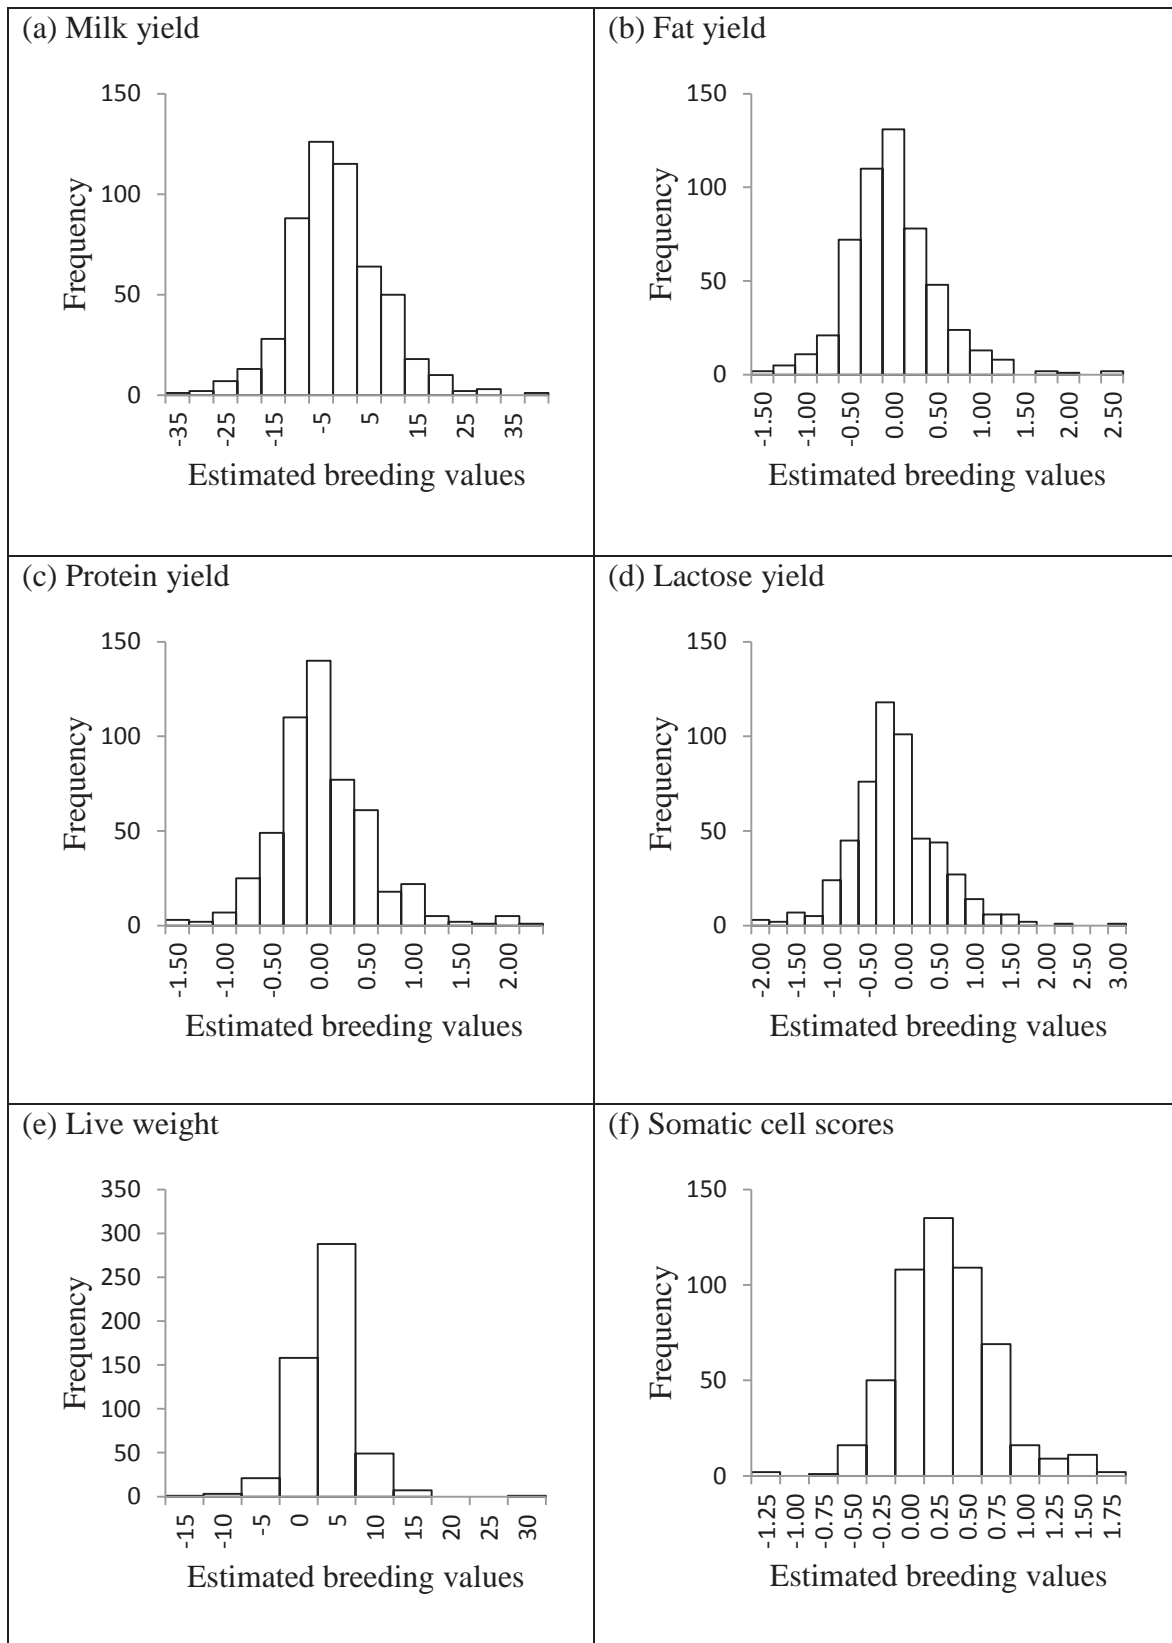 (a) Milk yield
150
100
50
0
Frequency
-35 -25 -15 -5 5 15 25 35
Estimated breeding values
(b) Fat yield
150
100
50
0
Frequency
-1.50 -1.00 -0.50 0.00 0.50 1.00 1.50 2.00 2.50
Estimated breeding values
(c) Protein yield
150
100
50
0
Frequency
-1.50 -1.00 -0.50 0.00 0.50 1.00 1.50 2.00
Estimated breeding values
(d) Lactose yield
150
100
50
0
Frequency
-2.00 -1.50 -1.00 -0.50 0.00 0.50 1.00 1.50 2.00 2.50 3.00
Estimated breeding values
(e) Live weight
350
300
250
200
150
100
50
0
Frequency
-15 -10 -5 0 5 10 15 20 25 30
Estimated breeding values
(f) Somatic cell scores
150
100
50
0
Frequency
-1.25 -1.00 -0.75 -0.50 -0.25 0.00 0.25 0.50 0.75 1.00 1.25 1.50 1.75
Estimated breeding values